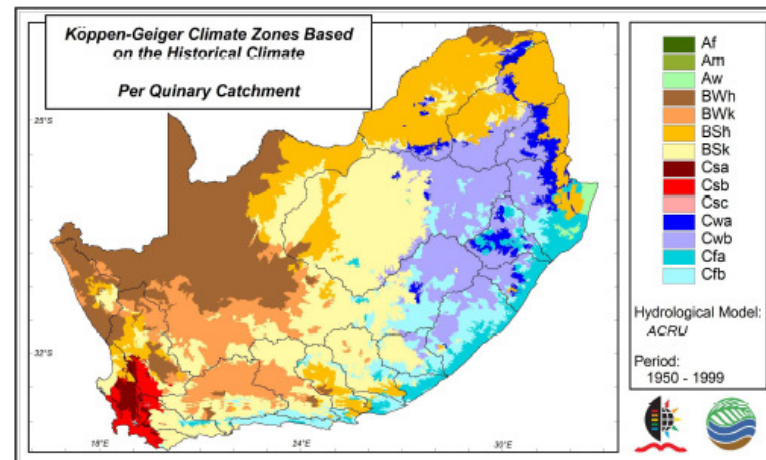 Köppen-Geiger Climate Zones Based
on the Historical Climate
Per Quinary Catchment
25°S
32°S
18°E
24°E
30°E
Af
Am
Aw
BWh
BWk
BSh
BSk
Csa
Csb
Csc
Cwa
Cwb
Cfa
Cfb
Hydrological Model:
ACRU
Period:
1950 - 1999